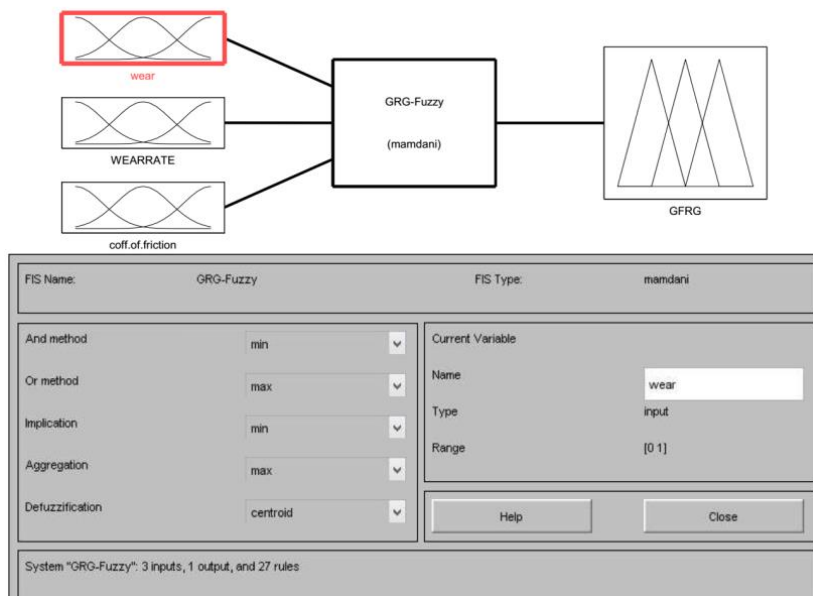 wear
GRG-Fuzzy
(mamdani)
WEARRATE
GFRG
coff.of.friction
FIS Name: GRG-Fuzzy FIS Type: mamdani
And method min
Or method max
Implication min
Aggregation max
Defuzzification centroid
Current Variable
Name wear
Type input
Range [0 1]
Help Close
System "GRG-Fuzzy": 3 inputs, 1 output, and 27 rules